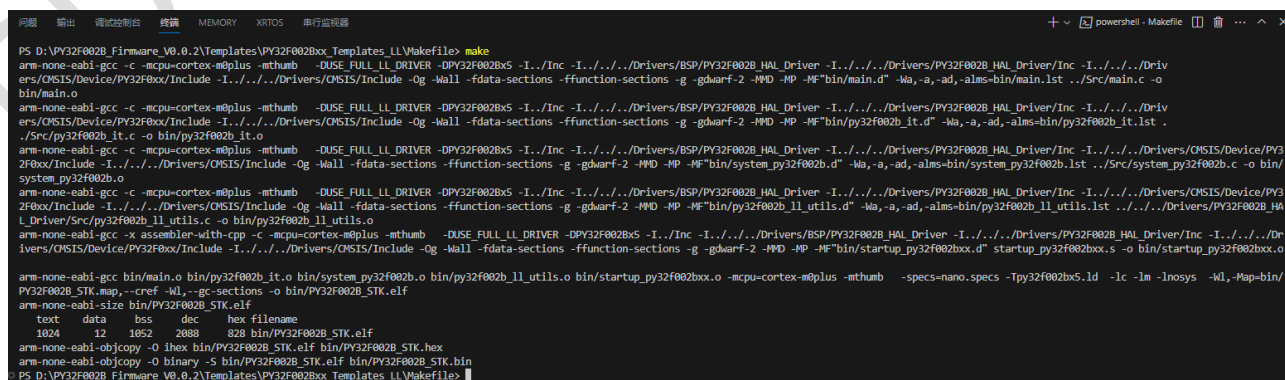 问题 输出 调试控制台 终端 MEMORY XRTOS 串行监视器 powershell - Makefile
PS D:\PY32F002B_Firmware_V0.0.2\Templates\PY32F002Bxx_Templates_LL\Makefile> make
arm-none-eabi-gcc -c -mcpu=cortex-m0plus -mthumb -DUSE_FULL_LL_DRIVER -DPY32F002Bx5 -I../Inc -I../../../Drivers/BSP/PY32F002B_HAL_Driver -I../../../Drivers/PY32F002B_HAL_Driver/Inc -I../../../Driv
ers/CMSIS/Device/PY32F0xx/Include -I../../../Drivers/CMSIS/Include -Og -Wall -fdata-sections -ffunction-sections -g -gdwarf-2 -MMD -MP -MF"bin/main.d" -Wa,-a,-ad,-alms=bin/main.lst ../Src/main.c -o
bin/main.o
arm-none-eabi-gcc -c -mcpu=cortex-m0plus -mthumb -DUSE_FULL_LL_DRIVER -DPY32F002Bx5 -I../Inc -I../../../Drivers/BSP/PY32F002B_HAL_Driver -I../../../Drivers/PY32F002B_HAL_Driver/Inc -I../../../Driv
ers/CMSIS/Device/PY32F0xx/Include -I../../../Drivers/CMSIS/Include -Og -Wall -fdata-sections -ffunction-sections -g -gdwarf-2 -MMD -MP -MF"bin/py32f002b_it.d" -Wa,-a,-ad,-alms=bin/py32f002b_it.lst .
./Src/py32f002b_it.c -o bin/py32f002b_it.o
arm-none-eabi-gcc -c -mcpu=cortex-m0plus -mthumb -DUSE_FULL_LL_DRIVER -DPY32F002Bx5 -I../Inc -I../../../Drivers/BSP/PY32F002B_HAL_Driver -I../../../Drivers/PY32F002B_HAL_Driver/Inc -I../../../Drivers/CMSIS/Device/PY3
2F0xx/Include -I../../../Drivers/CMSIS/Include -Og -Wall -fdata-sections -ffunction-sections -g -gdwarf-2 -MMD -MP -MF"bin/system_py32f002b.d" -Wa,-a,-ad,-alms=bin/system_py32f002b.lst ../Src/system_py32f002b.c -o bin/
system_py32f002b.o
arm-none-eabi-gcc -c -mcpu=cortex-m0plus -mthumb -DUSE_FULL_LL_DRIVER -DPY32F002Bx5 -I../Inc -I../../../Drivers/BSP/PY32F002B_HAL_Driver -I../../../Drivers/PY32F002B_HAL_Driver/Inc -I../../../Drivers/CMSIS/Device/PY3
2F0xx/Include -I../../../Drivers/CMSIS/Include -Og -Wall -fdata-sections -ffunction-sections -g -gdwarf-2 -MMD -MP -MF"bin/py32f002b_ll_utils.d" -Wa,-a,-ad,-alms=bin/py32f002b_ll_utils.lst ../../../Drivers/PY32F002B_HA
L_Driver/Src/py32f002b_ll_utils.c -o bin/py32f002b_ll_utils.o
arm-none-eabi-gcc -x assembler-with-cpp -c -mcpu=cortex-m0plus -mthumb -DUSE_FULL_LL_DRIVER -DPY32F002Bx5 -I../Inc -I../../../Drivers/BSP/PY32F002B_HAL_Driver -I../../../Drivers/PY32F002B_HAL_Driver/Inc -I../../../Dr
ivers/CMSIS/Device/PY32F0xx/Include -I../../../Drivers/CMSIS/Include -Og -Wall -fdata-sections -ffunction-sections -g -gdwarf-2 -MMD -MP -MF"bin/startup_py32f002bxx.d" startup_py32f002bxx.s -o bin/startup_py32f002bxx.o
arm-none-eabi-gcc bin/main.o bin/py32f002b_it.o bin/system_py32f002b.o bin/py32f002b_ll_utils.o bin/startup_py32f002bxx.o -mcpu=cortex-m0plus -mthumb -specs=nano.specs -Tpy32f002bx5.ld -lc -lm -lnosys -Wl,-Map=bin/
PY32F002B_STK.map,--cref -Wl,--gc-sections -o bin/PY32F002B_STK.elf
arm-none-eabi-size bin/PY32F002B_STK.elf
text data bss dec hex filename
1024 12 1052 2088 828 bin/PY32F002B_STK.elf
arm-none-eabi-objcopy -O ihex bin/PY32F002B_STK.elf bin/PY32F002B_STK.hex
arm-none-eabi-objcopy -O binary -S bin/PY32F002B_STK.elf bin/PY32F002B_STK.bin
PS D:\PY32F002B_Firmware_V0.0.2\Templates\PY32F002Bxx_Templates_LL\Makefile>